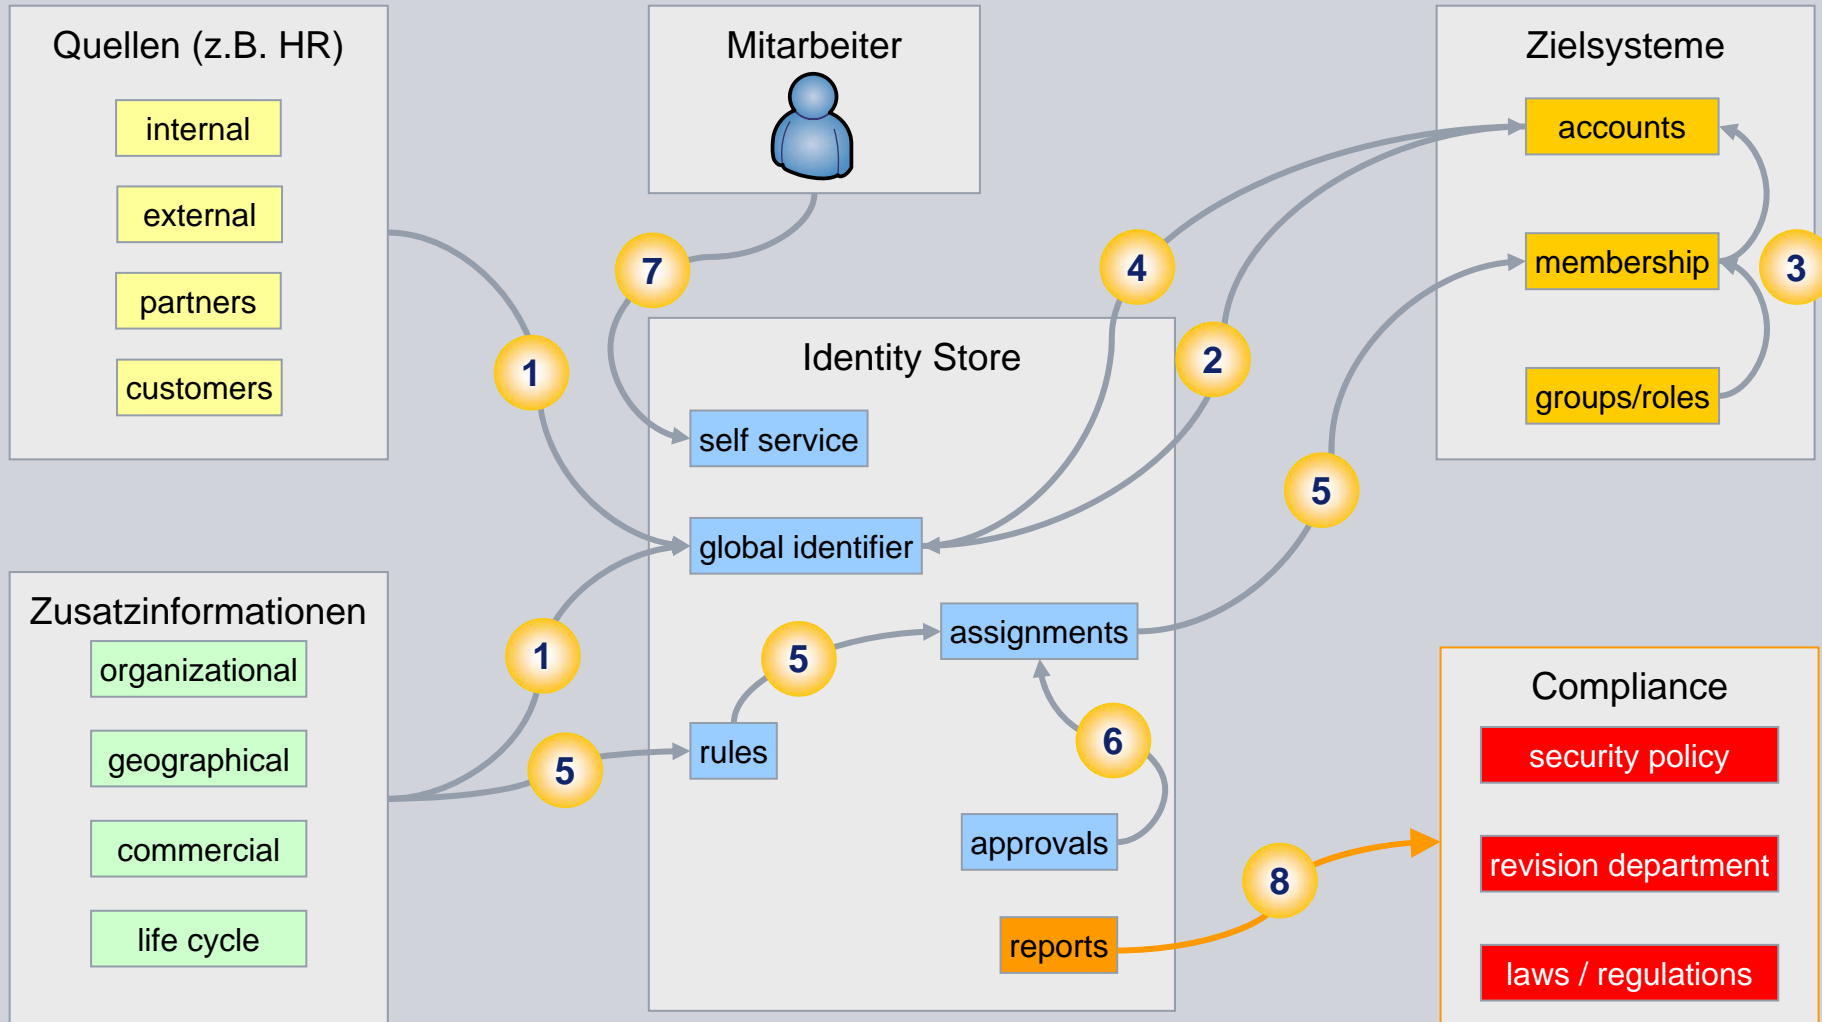 Quellen (z.B. HR)
internal
external
partners
customers
Mitarbeiter
Zielsysteme
accounts
membership
groups/roles
7
4
3
1
2
5
Identity Store
self service
global identifier
assignments
rules
approvals
reports
Zusatzinformationen
organizational
geographical
commercial
life cycle
1
5
5
6
8
Compliance
security policy
revision department
laws / regulations